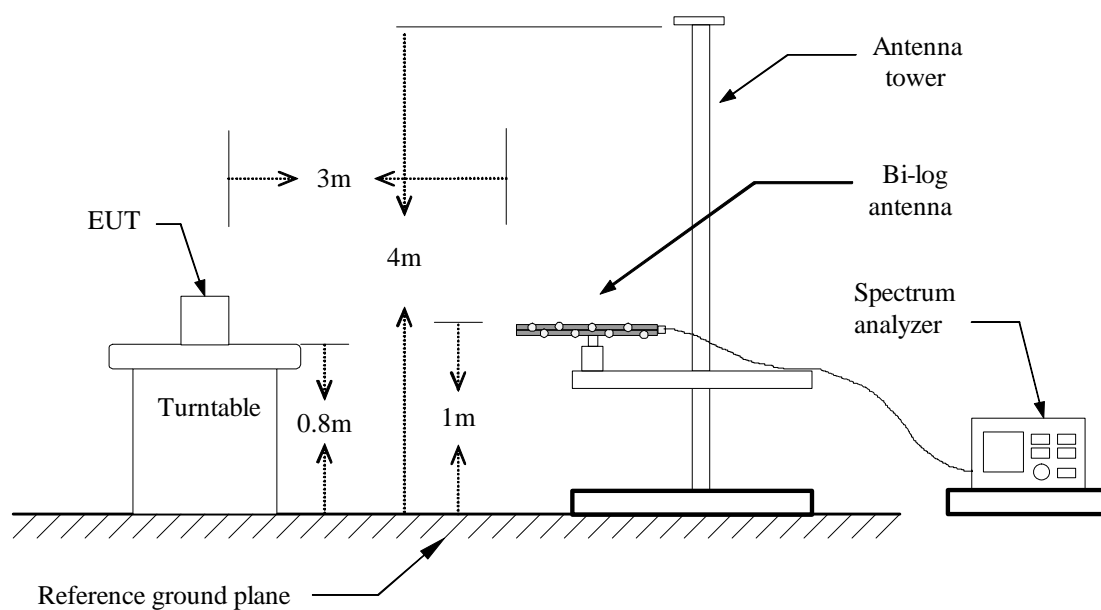 Antenna
tower
3m
Bi-log
antenna
EUT
4m
Spectrum
analyzer
Turntable
0.8m
1m
Reference ground plane